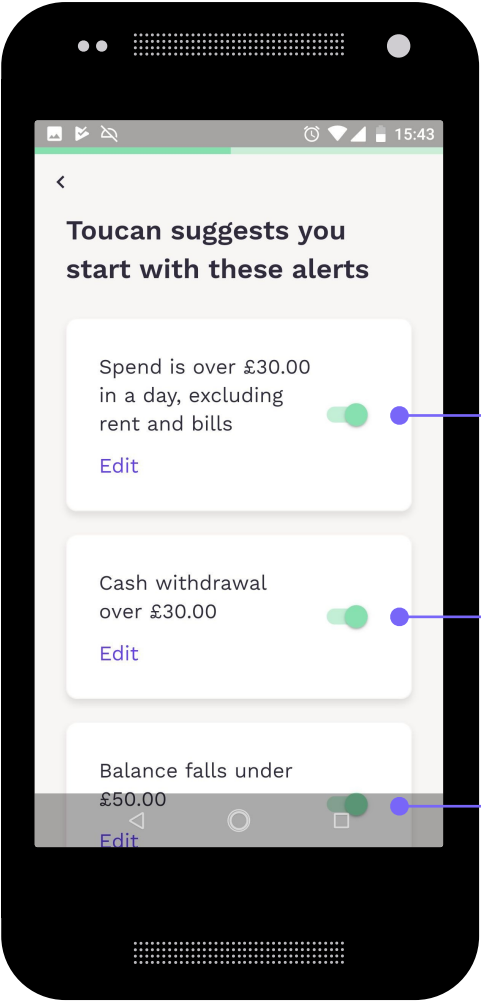 15:43
Toucan suggests you
start with these alerts
Spend is over £30.00
in a day, excluding
rent and bills
Edit
Cash withdrawal
over £30.00
Edit
Balance falls under
£50.00
Edit